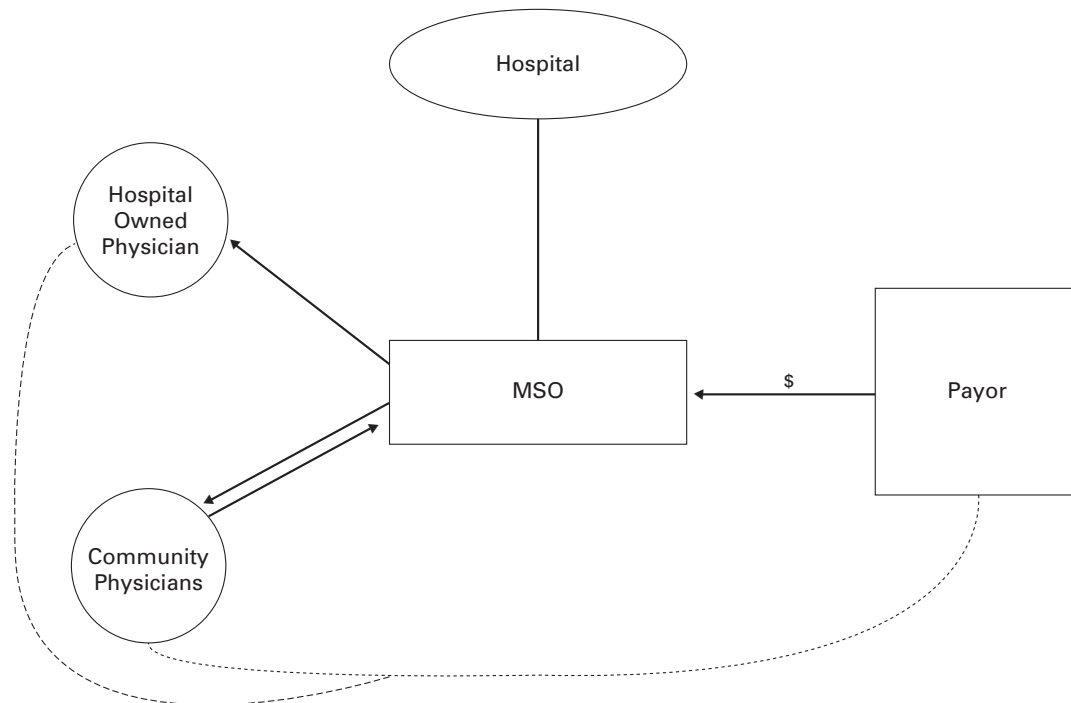 Hospital
Hospital
Owned
Physician
MSO
$
Payor
Community
Physicians